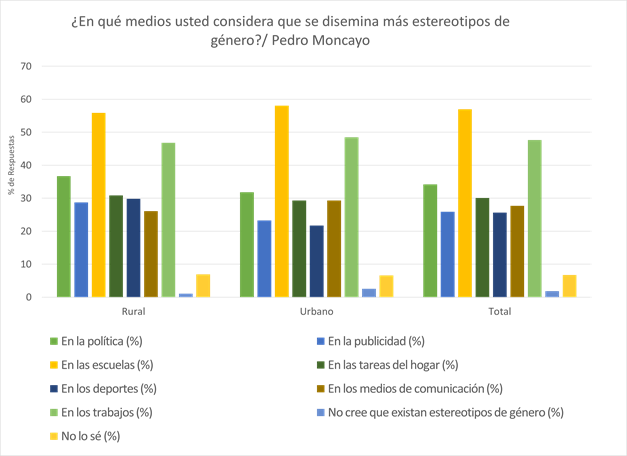 ¿En qué medios usted considera que se disemina más estereotipos de
género?/ Pedro Moncayo
% de Respuestas
70
60
50
40
30
20
10
0
Rural Urbano Total
En la política (%) En la publicidad (%)
En las escuelas (%) En las tareas del hogar (%)
En los deportes (%) En los medios de comunicación (%)
En los trabajos (%) No cree que existan estereotipos de género (%)
No lo sé (%)